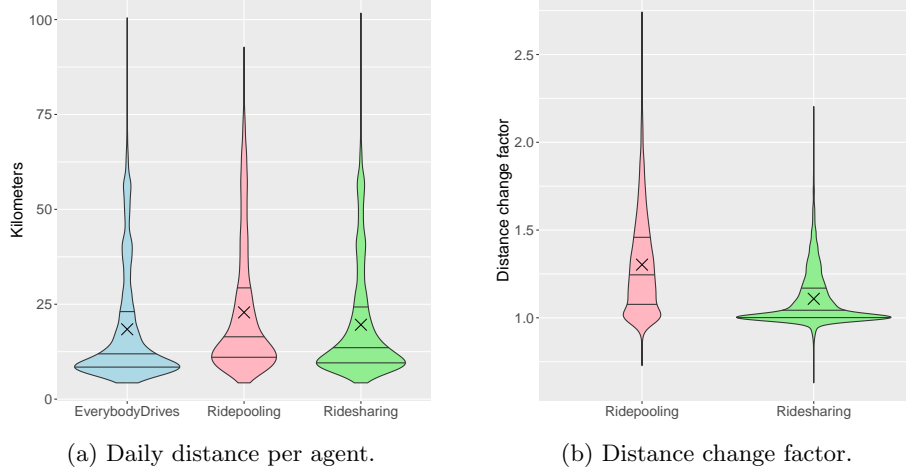 100
75
50
25
0
Kilometers
EverybodyDrives Ridepooling Ridesharing
(a) Daily distance per agent.
2.5
2.0
1.5
1.0
Distance change factor
Ridepooling Ridesharing
(b) Distance change factor.